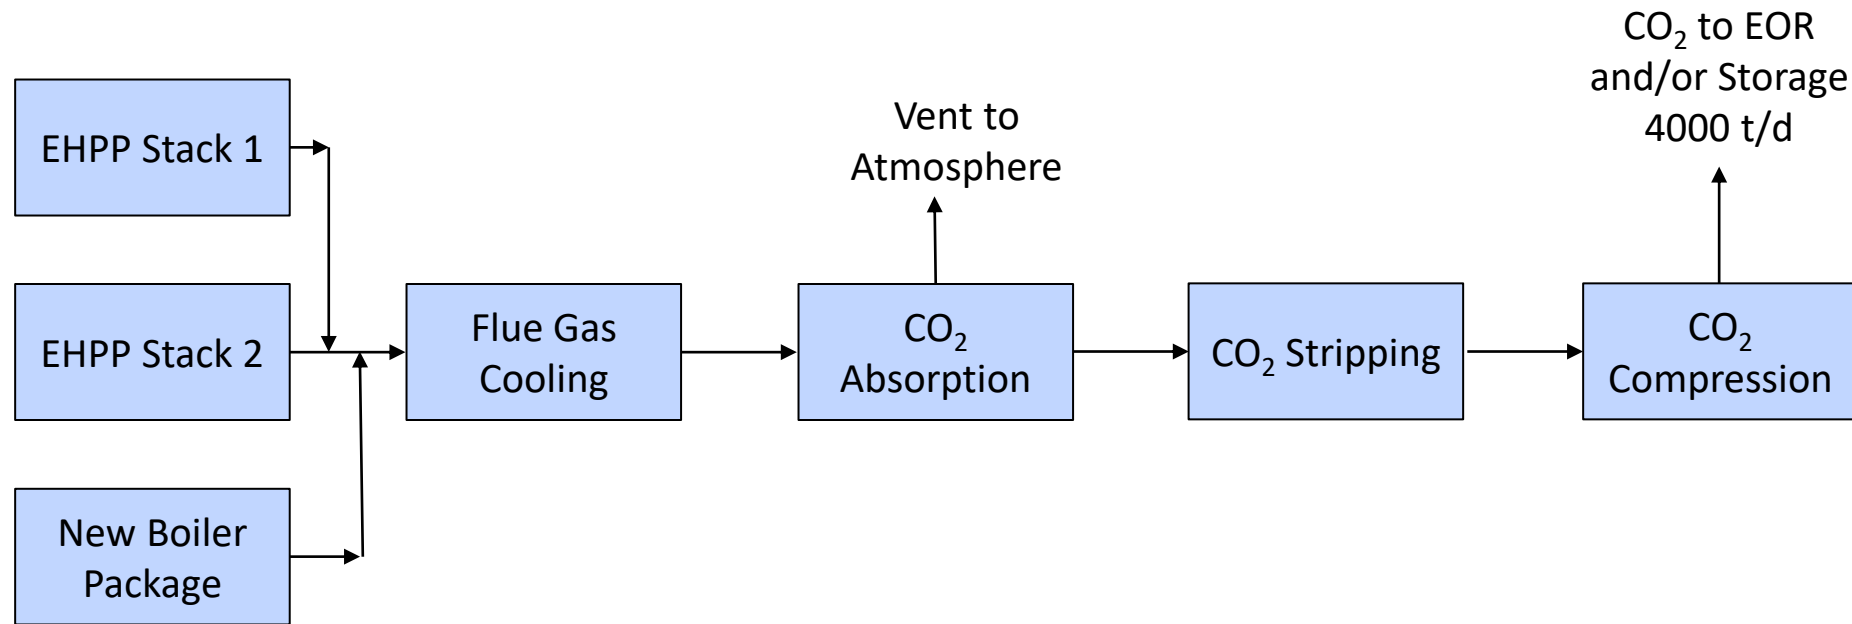 EHPP Stack 1
EHPP Stack 2
New Boiler
Package
Flue Gas
Cooling
Vent to
Atmosphere
CO₂
Absorption
CO₂ Stripping
CO₂ to EOR
and/or Storage
4000 t/d
CO₂
Compression